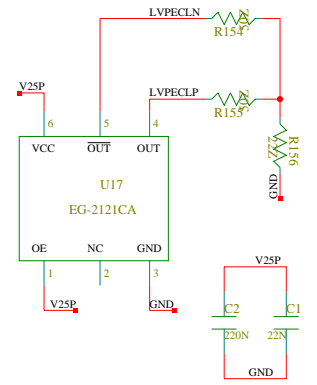 LVPECLN
R154
V25P
LVPECLP
R155
6
5
4
VCC
OUT
OUT
R156
22Z
U17
GND
EG-2121CA
OE
NC
GND
1
2
3
V25P
GND
V25P
C2
C1
220N
22N
GND